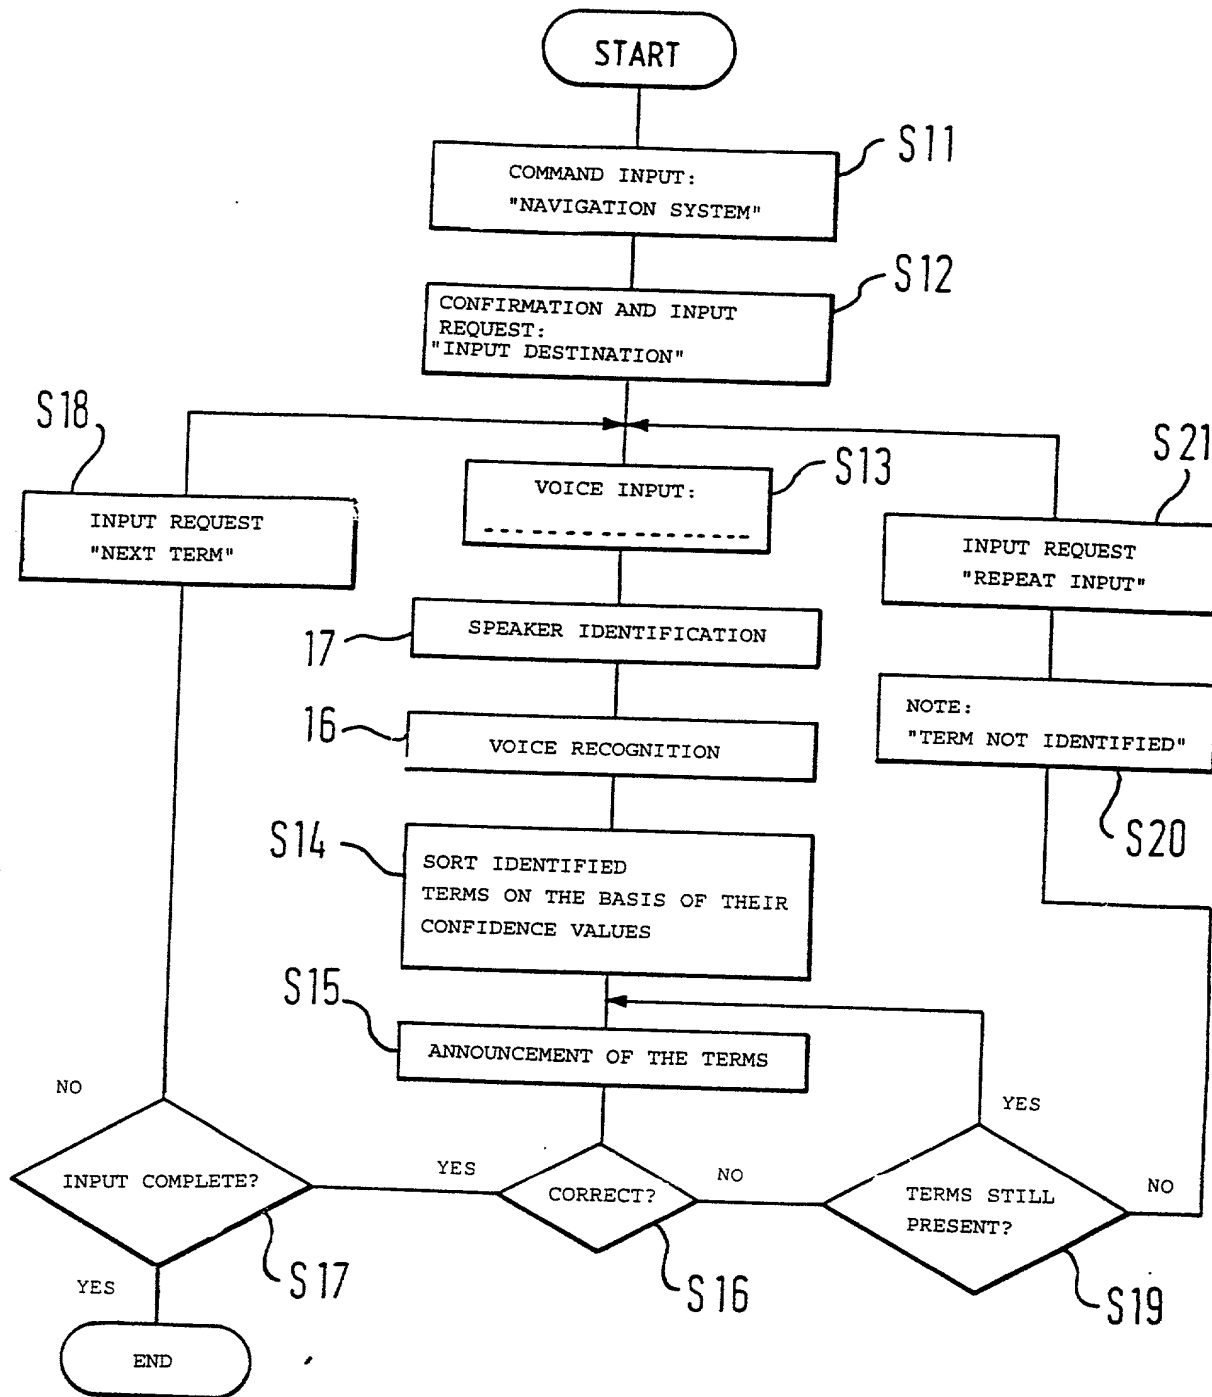 START
S11
COMMAND INPUT:
"NAVIGATION SYSTEM"
S12
CONFIRMATION AND INPUT
REQUEST:
"INPUT DESTINATION"
S18
INPUT REQUEST
"NEXT TERM"
S13
VOICE INPUT:
S21
INPUT REQUEST
"REPEAT INPUT"
17
SPEAKER IDENTIFICATION
16
VOICE RECOGNITION
NOTE:
"TERM NOT IDENTIFIED"
S20
S14
SORT IDENTIFIED
TERMS ON THE BASIS OF THEIR
CONFIDENCE VALUES
S15
ANNOUNCEMENT OF THE TERMS
NO
INPUT COMPLETE?
S17
YES
YES
CORRECT?
S16
NO
YES
TERMS STILL
PRESENT?
NO
S19
END